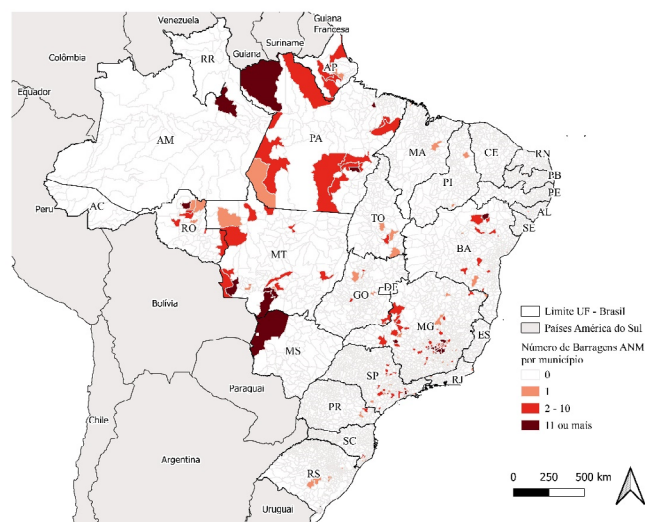 Venezuela
Guiana
Francesa
Suriname
Guiana
Colômbia
RR
AP
Equador
AM
PA
MA
CE
RN
PB
PE
AL
SE
PI
AC
Peru
RO
TO
BA
MT
Bolívia
GO
DF
MG
ES
MS
SP
RJ
Paraguai
PR
Chile
SC
Argentina
RS
Uruguai
Limite UF - Brasil
Países América do Sul
Número de Barragens ANM
por município
0
1
2 - 10
11 ou mais
0 250 500 km